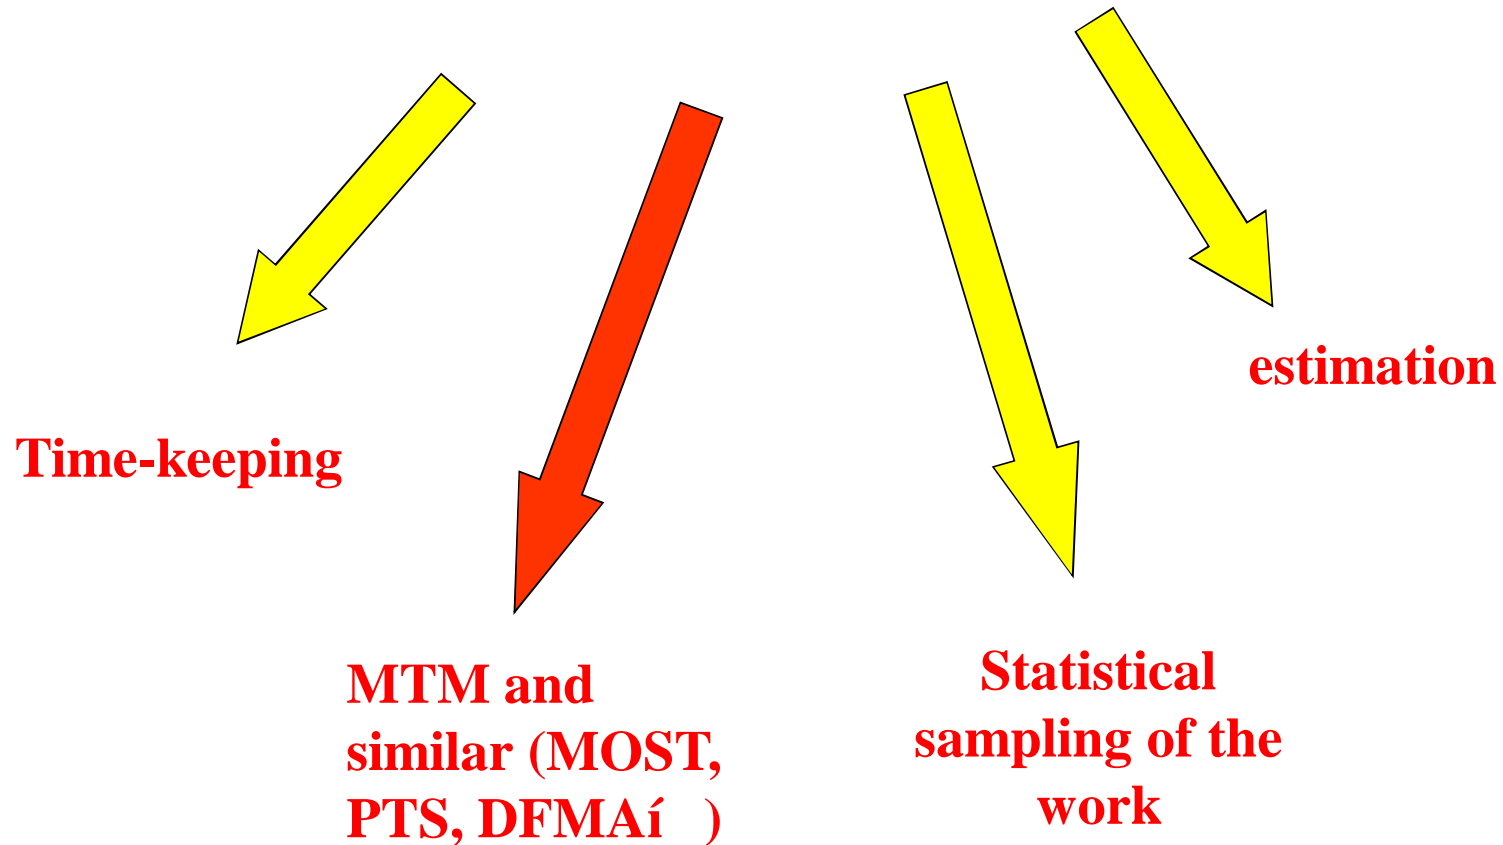 estimation
Time-keeping
MTM and
similar (MOST,
PTS, DFMAí )
Statistical
sampling of the
work